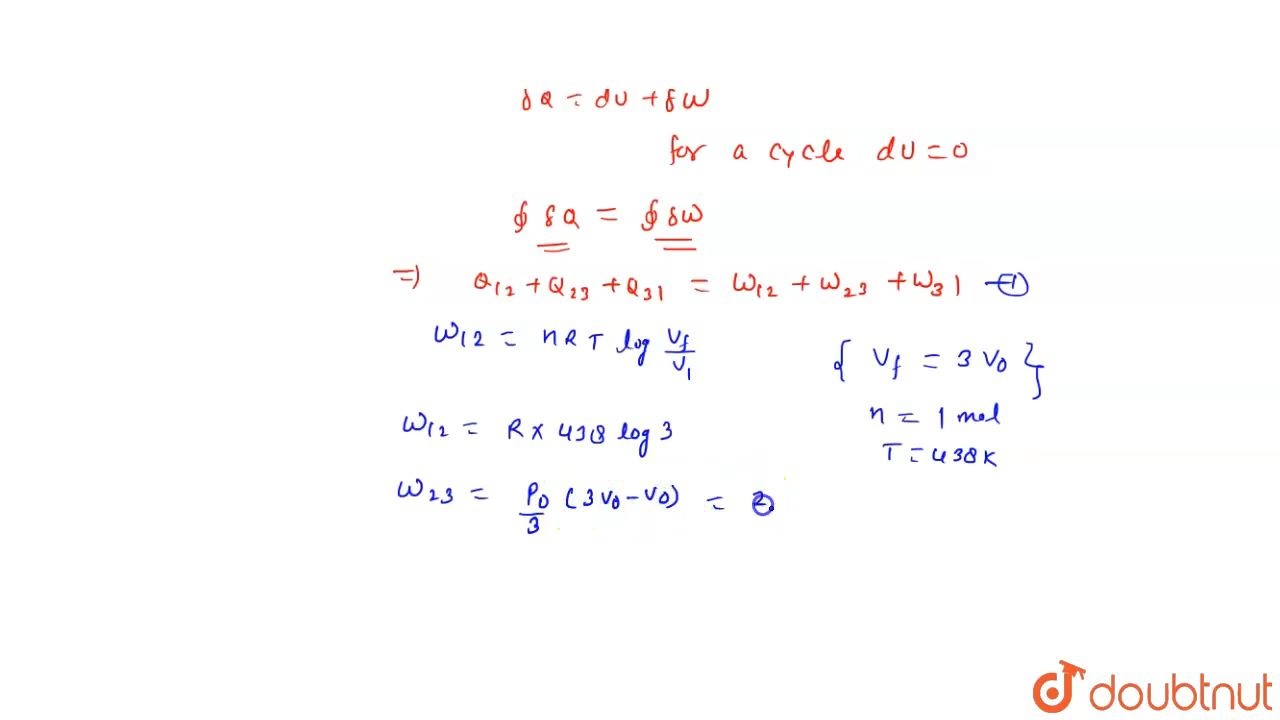 δQ = dU + δW
for a cycle dU = 0
∮ δQ = ∮ δW
=) Q12 + Q23 + Q31 = W12 + W23 + W31 —①
W12 = nRT log Vf/V1 { Vf = 3V0 }
n = 1 mol
W12 = R × 438 log 3
T = 438K
W23 = P0/3 (3V0 - V0) = 2
doubtnut